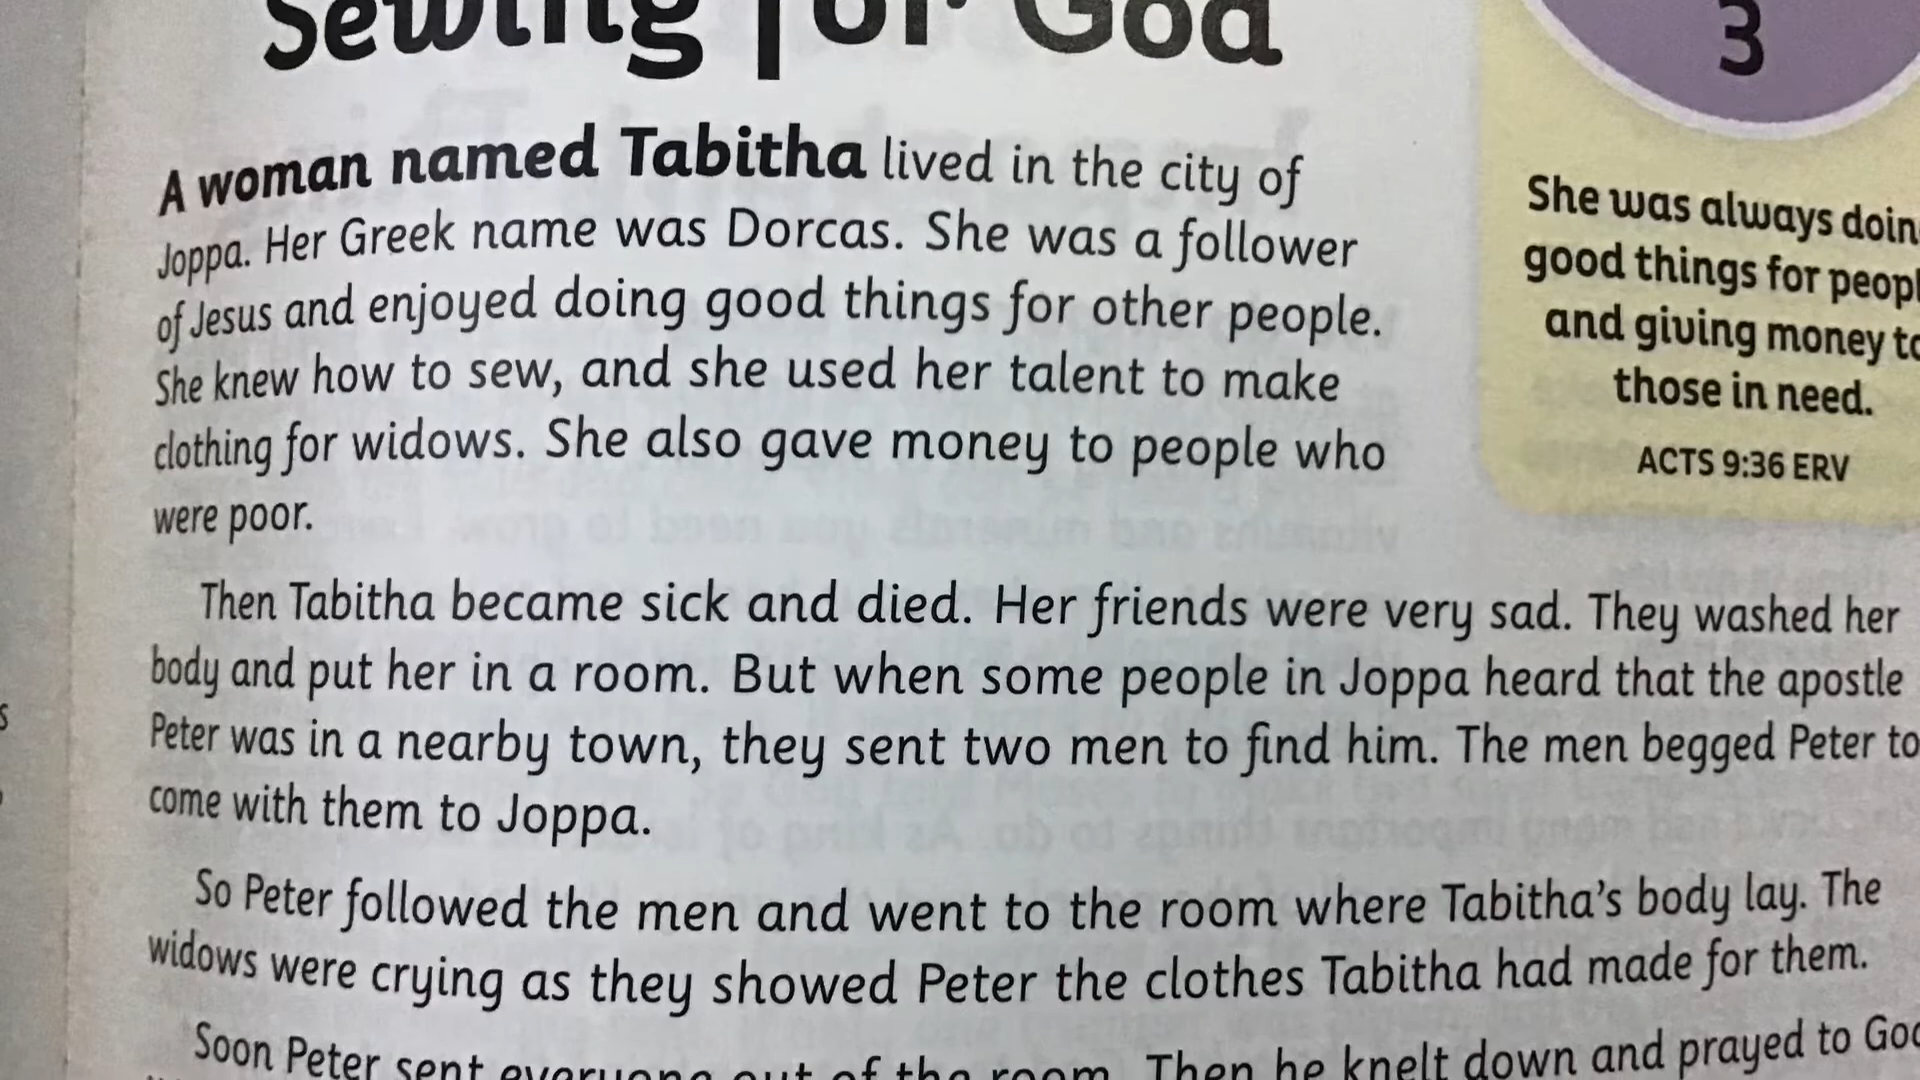 Sewing for God
A woman named Tabitha lived in the city of
Joppa. Her Greek name was Dorcas. She was a follower
of Jesus and enjoyed doing good things for other people.
She knew how to sew, and she used her talent to make
clothing for widows. She also gave money to people who
were poor.
3
She was always doin
good things for peopl
and giving money to
those in need.
ACTS 9:36 ERV
Then Tabitha became sick and died. Her friends were very sad. They washed her
body and put her in a room. But when some people in Joppa heard that the apostle
Peter was in a nearby town, they sent two men to find him. The men begged Peter to
come with them to Joppa.
So Peter followed the men and went to the room where Tabitha's body lay. The
widows were crying as they showed Peter the clothes Tabitha had made for them.
Soon Peter sent everyone out of the room. Then he knelt down and prayed to God